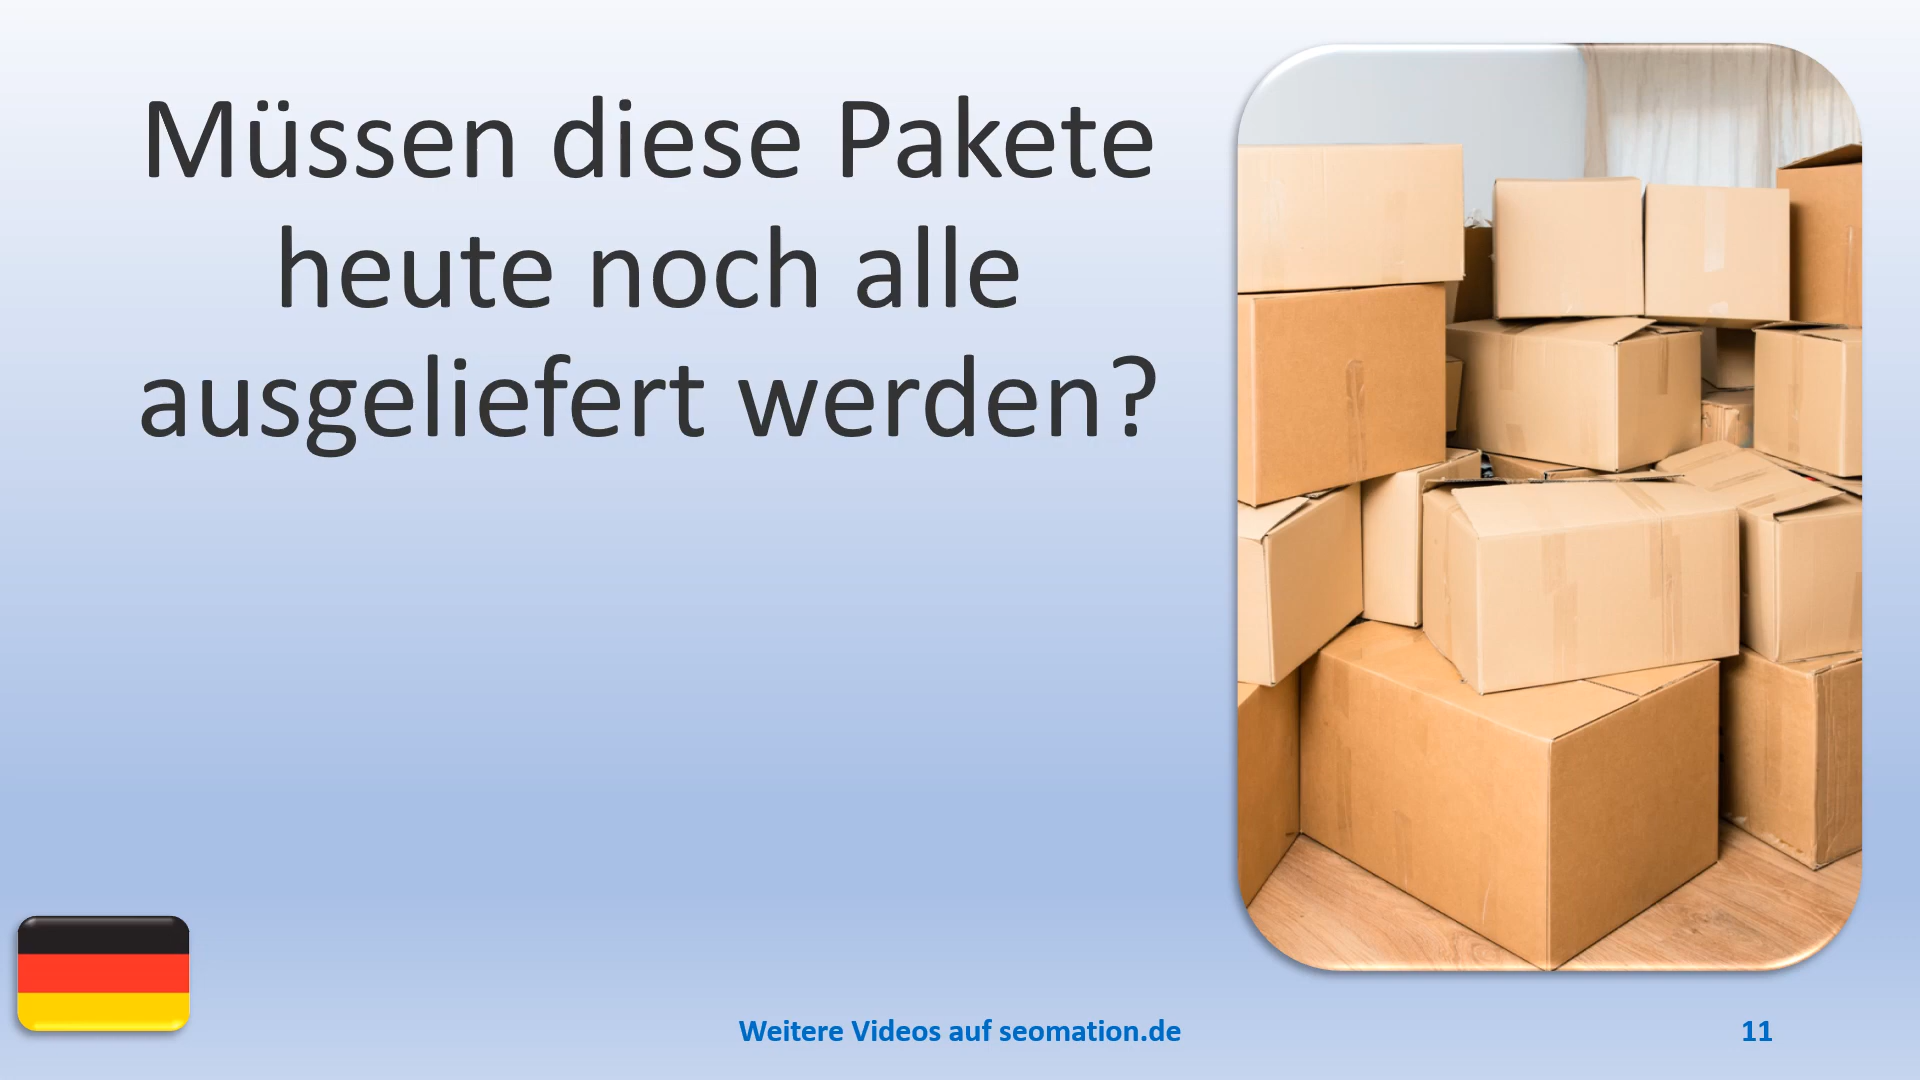 Müssen diese Pakete
heute noch alle
ausgeliefert werden?
Weitere Videos auf seomation.de
11